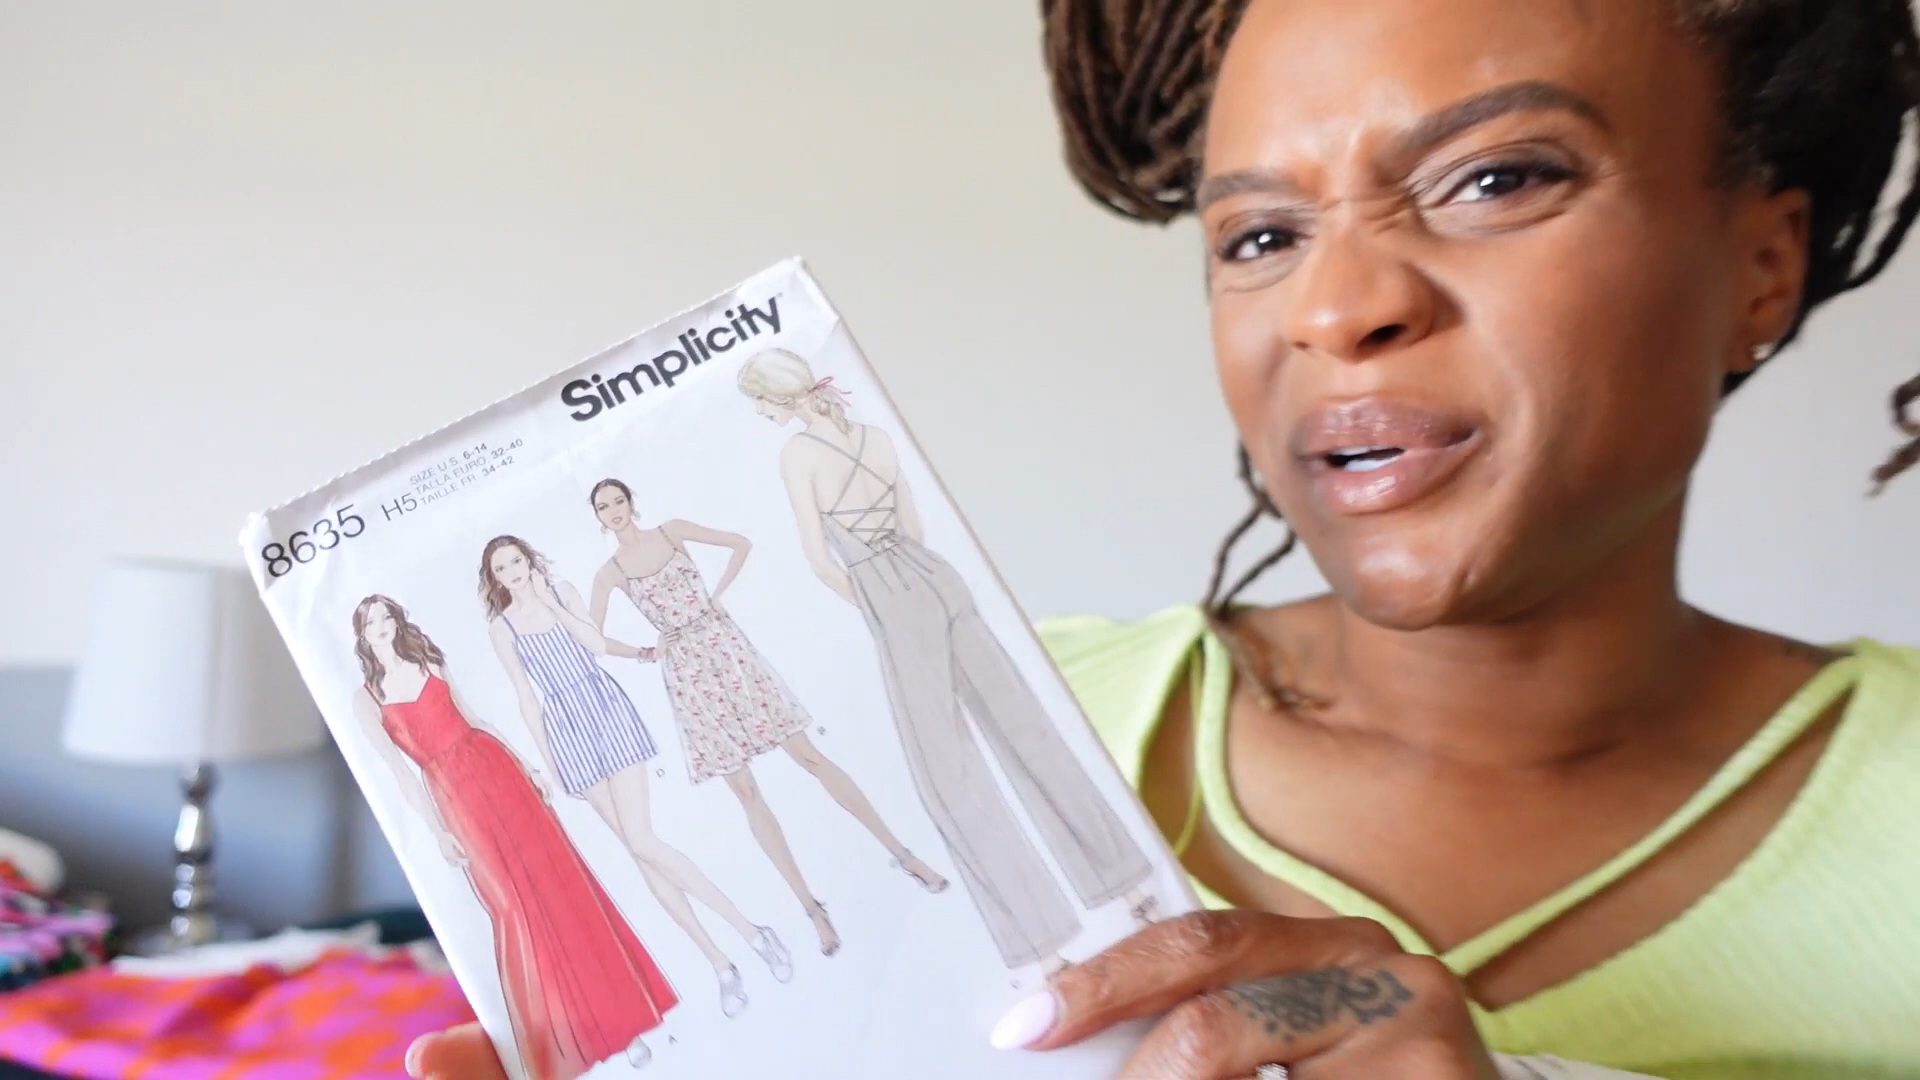 Simplicity
8635 H5
SIZE U.S. 6-14
TALLA EURO 32-40
TAILLE FR 34-42
D
B
A